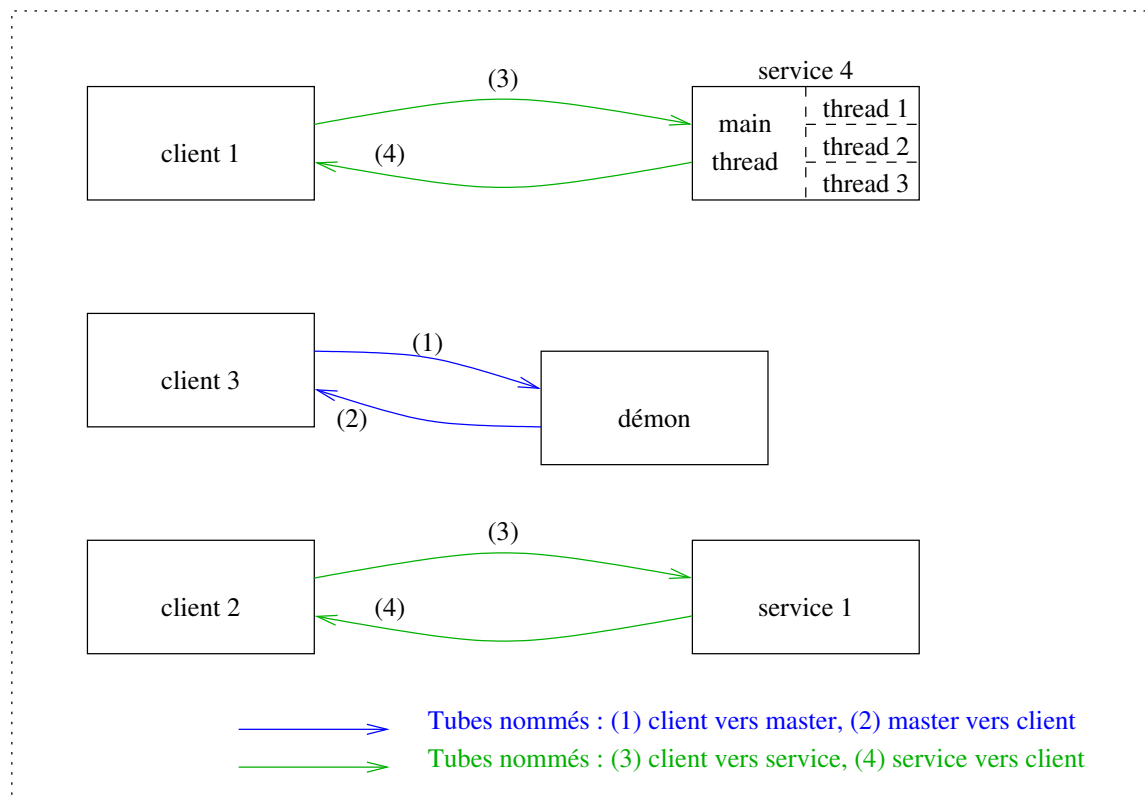 service 4
(3)
client 1
(4)
main
thread
thread 1
thread 2
thread 3
client 3
(1)
(2)
démon
(3)
client 2
(4)
service 1
Tubes nommés : (1) client vers master, (2) master vers client
Tubes nommés : (3) client vers service, (4) service vers client